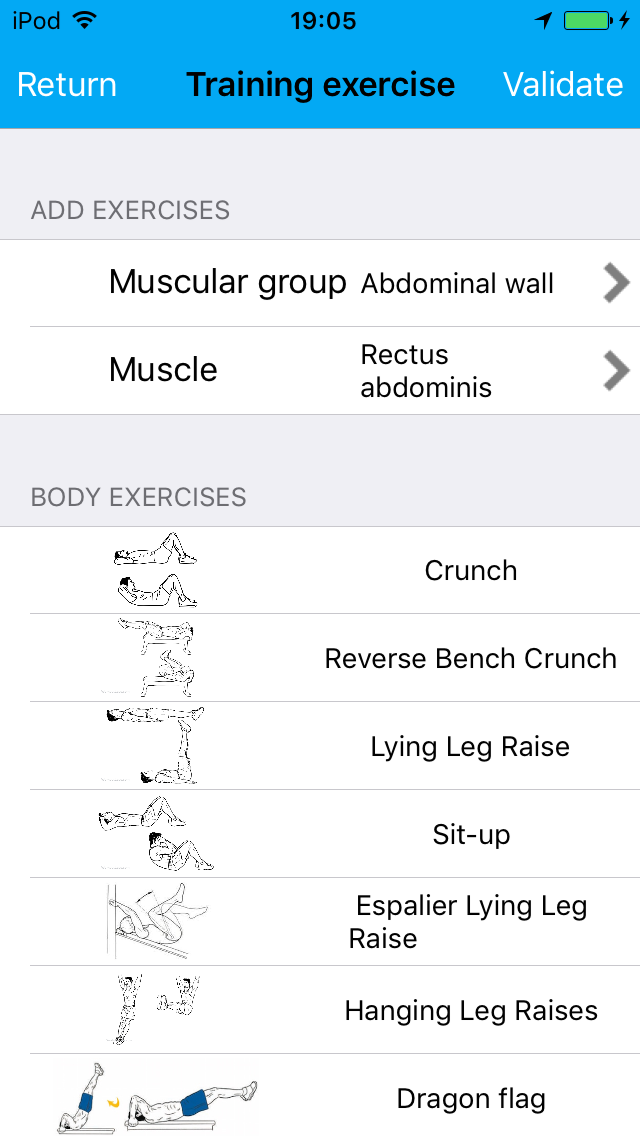 iPod 19:05
Return Training exercise Validate
ADD EXERCISES
Muscular group Abdominal wall
Muscle Rectus
abdominis
BODY EXERCISES
Crunch
Reverse Bench Crunch
Lying Leg Raise
Sit-up
Espalier Lying Leg
Raise
Hanging Leg Raises
Dragon flag